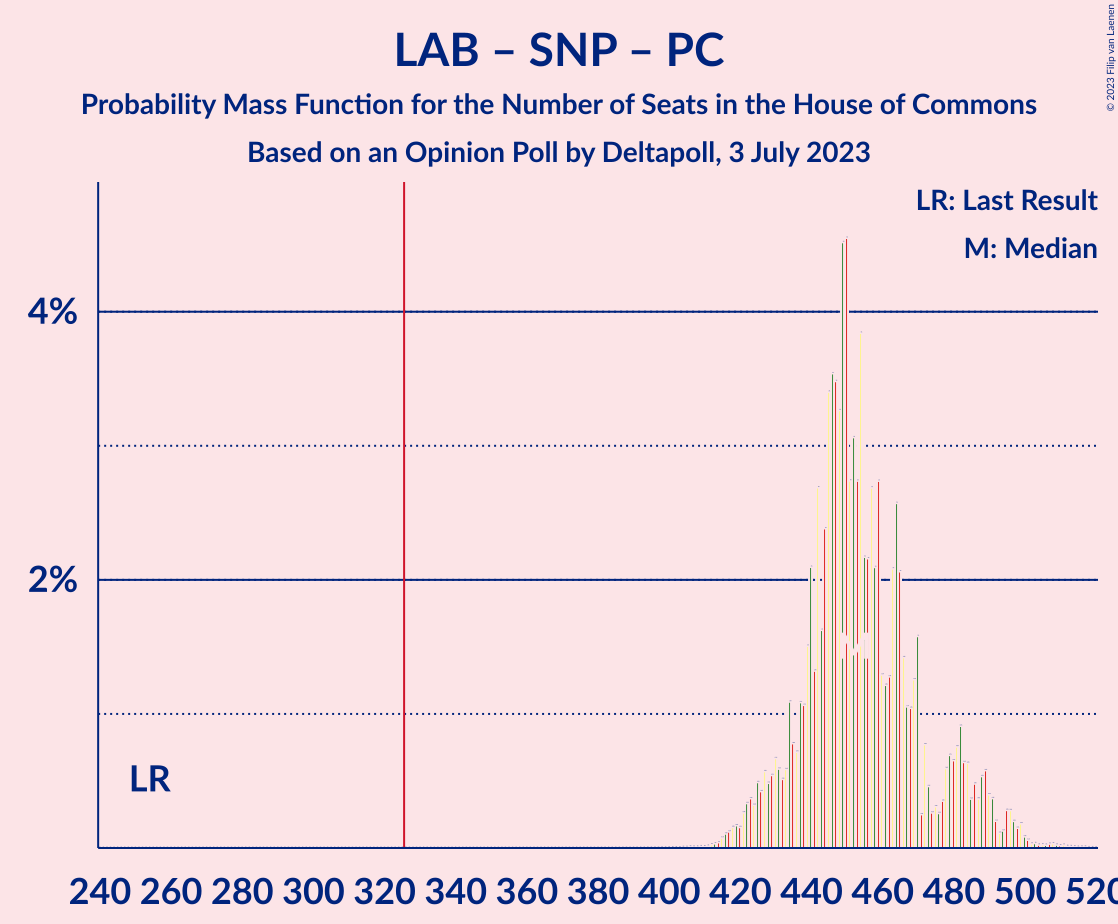 LAB – SNP – PC
Probability Mass Function for the Number of Seats in the House of Commons
Based on an Opinion Poll by Deltapoll, 3 July 2023
© 2023 Filip van Laenen
LR: Last Result
M: Median
4%
2%
LR
240 260 280 300 320 340 360 380 400 420 440 460 480 500 520